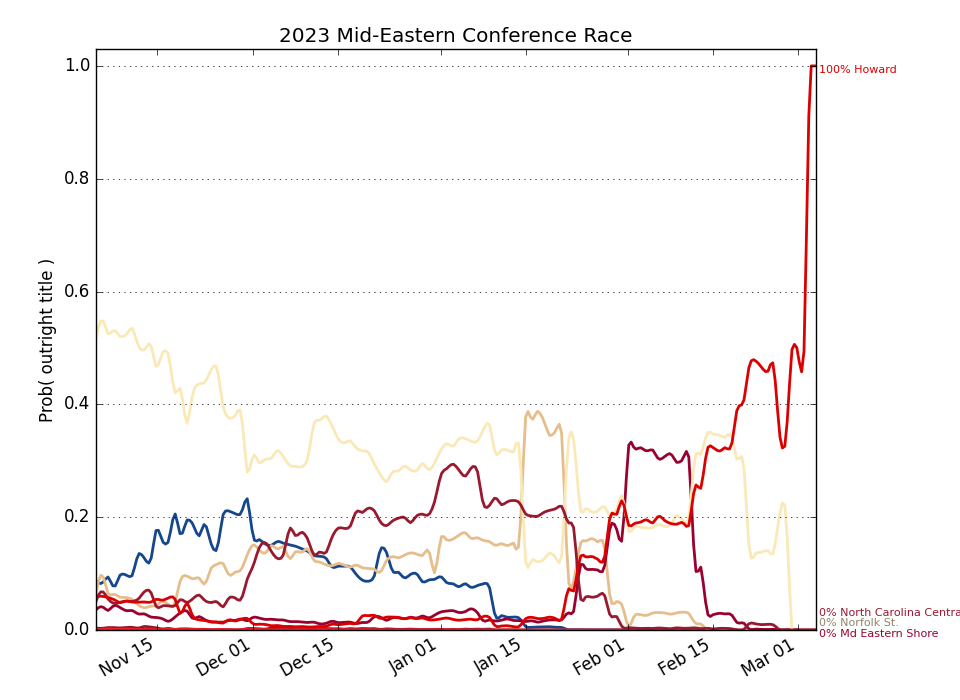 2023 Mid-Eastern Conference Race
1.0
0.8
0.6
0.4
0.2
0.0
Prob( outright title )
100% Howard
0% North Carolina Centra
0% Norfolk St.
0% Md Eastern Shore
Nov 15
Dec 01
Dec 15
Jan 01
Jan 15
Feb 01
Feb 15
Mar 01